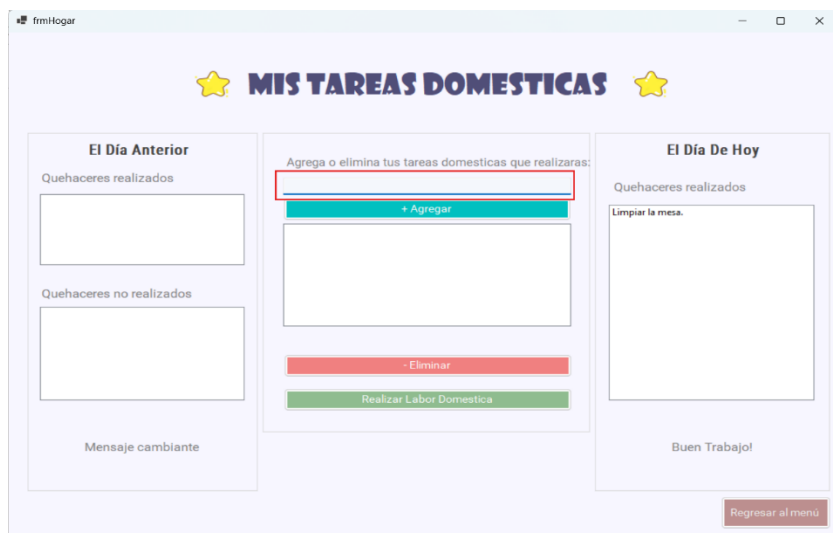 frmHogar
MIS TAREAS DOMESTICAS
El Día Anterior
Quehaceres realizados
Quehaceres no realizados
Mensaje cambiante
Agrega o elimina tus tareas domesticas que realizaras:
+ Agregar
- Eliminar
Realizar Labor Domestica
El Día De Hoy
Quehaceres realizados
Limpiar la mesa.
Buen Trabajo!
Regresar al menú